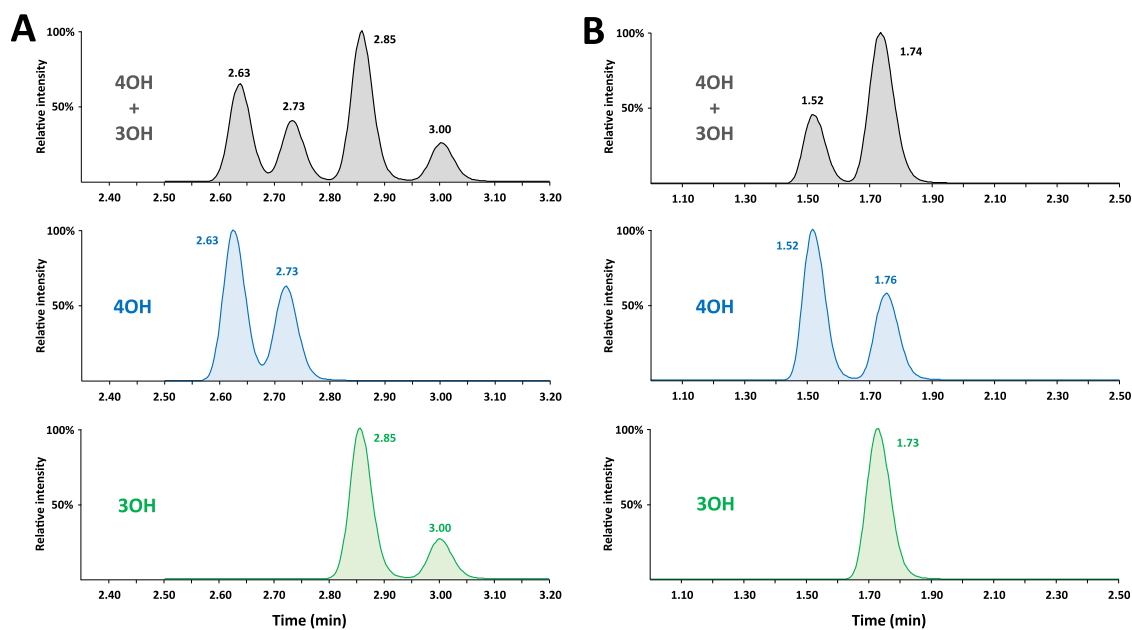 A
Relative intensity
100%
50%
4OH
+
3OH
2.63
2.73
2.85
3.00
2.40 2.50 2.60 2.70 2.80 2.90 3.00 3.10 3.20
Relative intensity
100%
50%
4OH
2.63
2.73
2.40 2.50 2.60 2.70 2.80 2.90 3.00 3.10 3.20
Relative intensity
100%
50%
3OH
2.85
3.00
2.40 2.50 2.60 2.70 2.80 2.90 3.00 3.10 3.20
Time (min)
B
Relative intensity
100%
50%
4OH
+
3OH
1.52
1.74
1.10 1.30 1.50 1.70 1.90 2.10 2.30 2.50
Relative intensity
100%
50%
4OH
1.52
1.76
1.10 1.30 1.50 1.70 1.90 2.10 2.30 2.50
Relative intensity
100%
50%
3OH
1.73
1.10 1.30 1.50 1.70 1.90 2.10 2.30 2.50
Time (min)